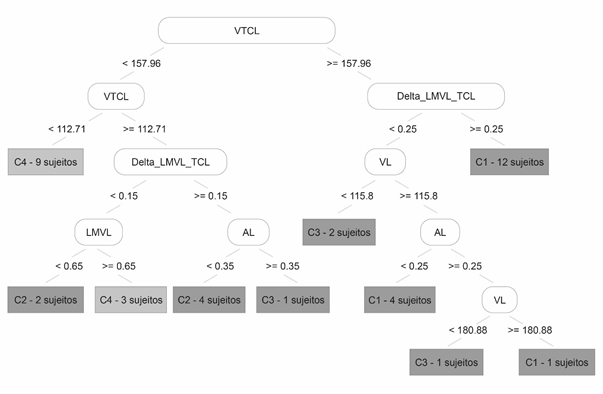 VTCL
< 157.96
>= 157.96
VTCL
Delta_LMVL_TCL
< 112.71
>= 112.71
< 0.25
>= 0.25
C4 - 9 sujeitos
Delta_LMVL_TCL
VL
C1 - 12 sujeitos
< 0.15
>= 0.15
< 115.8
>= 115.8
LMVL
AL
C3 - 2 sujeitos
AL
< 0.65
>= 0.65
< 0.35
>= 0.35
< 0.25
>= 0.25
C2 - 2 sujeitos
C4 - 3 sujeitos
C2 - 4 sujeitos
C3 - 1 sujeitos
C1 - 4 sujeitos
VL
< 180.88
>= 180.88
C3 - 1 sujeitos
C1 - 1 sujeitos